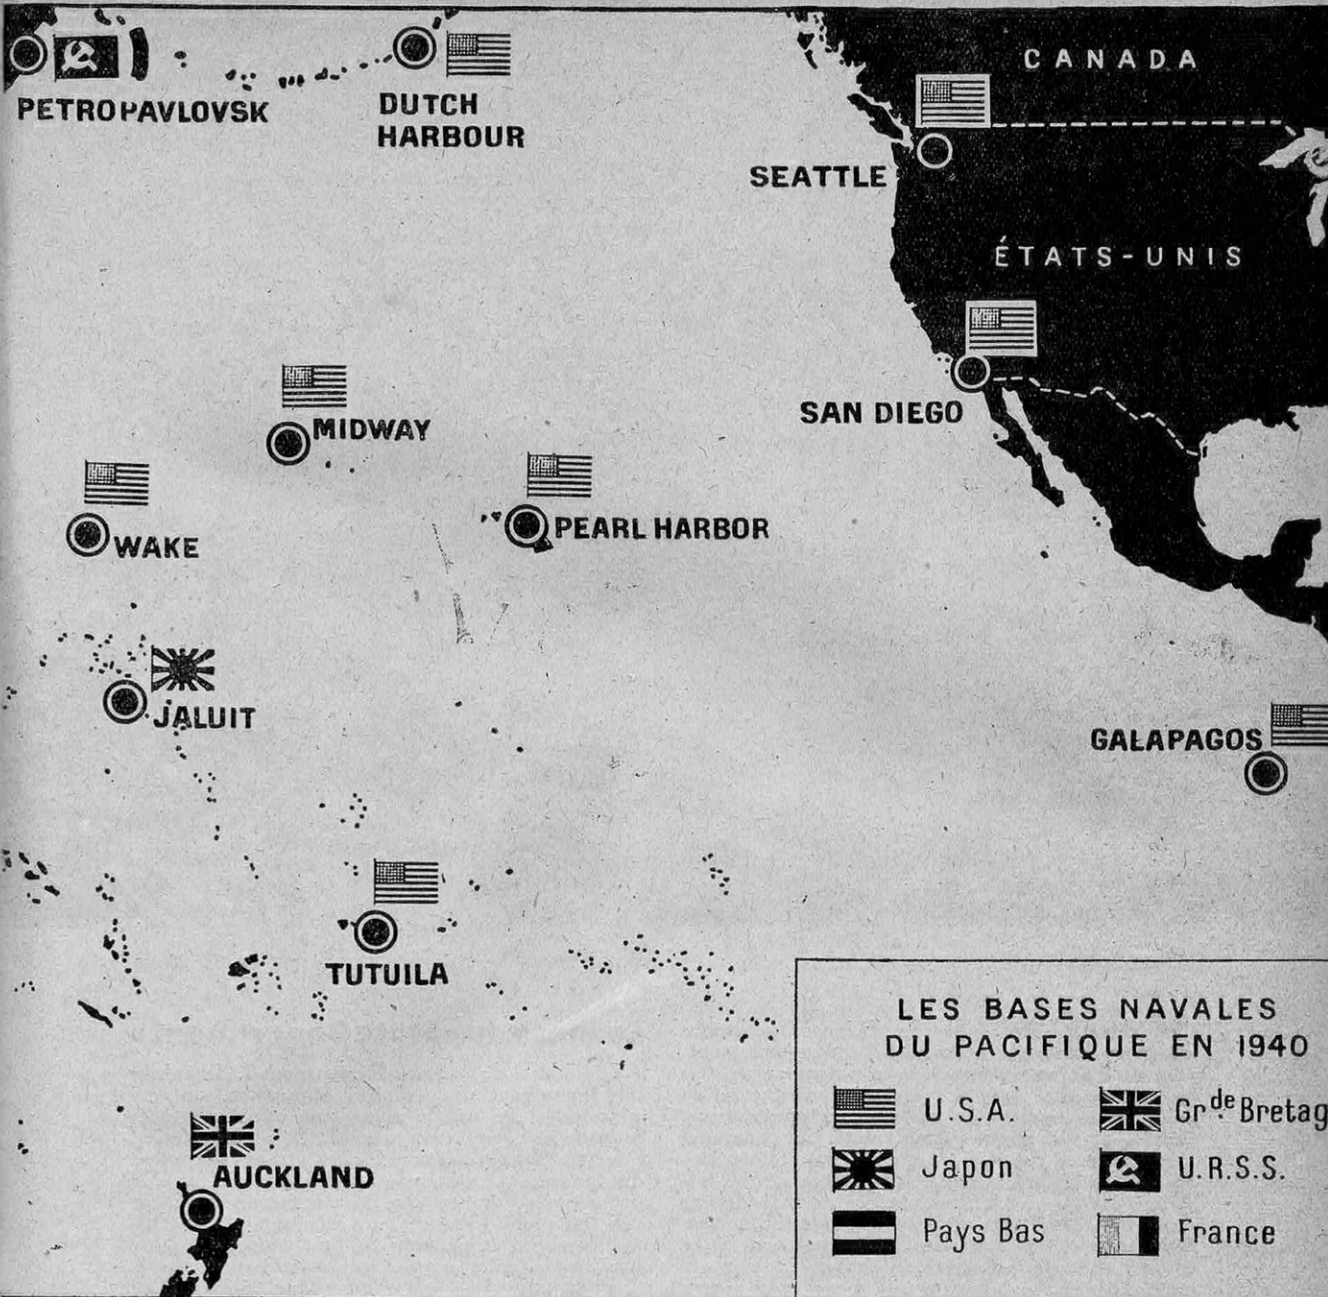 CANADA
PETROPAVLOVSK
DUTCH
HARBOUR
SEATTLE
ÉTATS-UNIS
SAN DIEGO
MIDWAY
WAKE
PEARL HARBOR
JALUIT
GALAPAGOS
TUTUILA
AUCKLAND
LES BASES NAVALES
DU PACIFIQUE EN 1940
U.S.A.
Grde Bretag
Japon
U.R.S.S.
Pays Bas
France